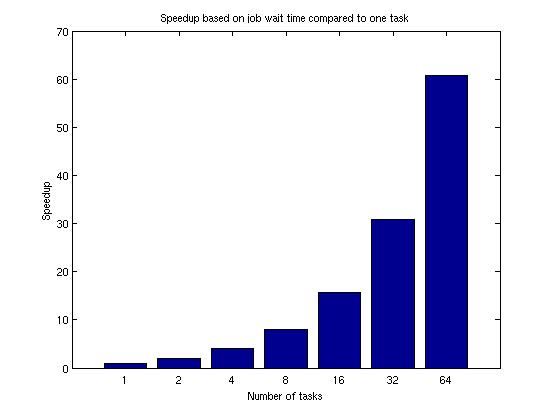 Speedup based on job wait time compared to one task
70
60
50
40
30
20
10
0
Speedup
1 2 4 8 16 32 64
Number of tasks